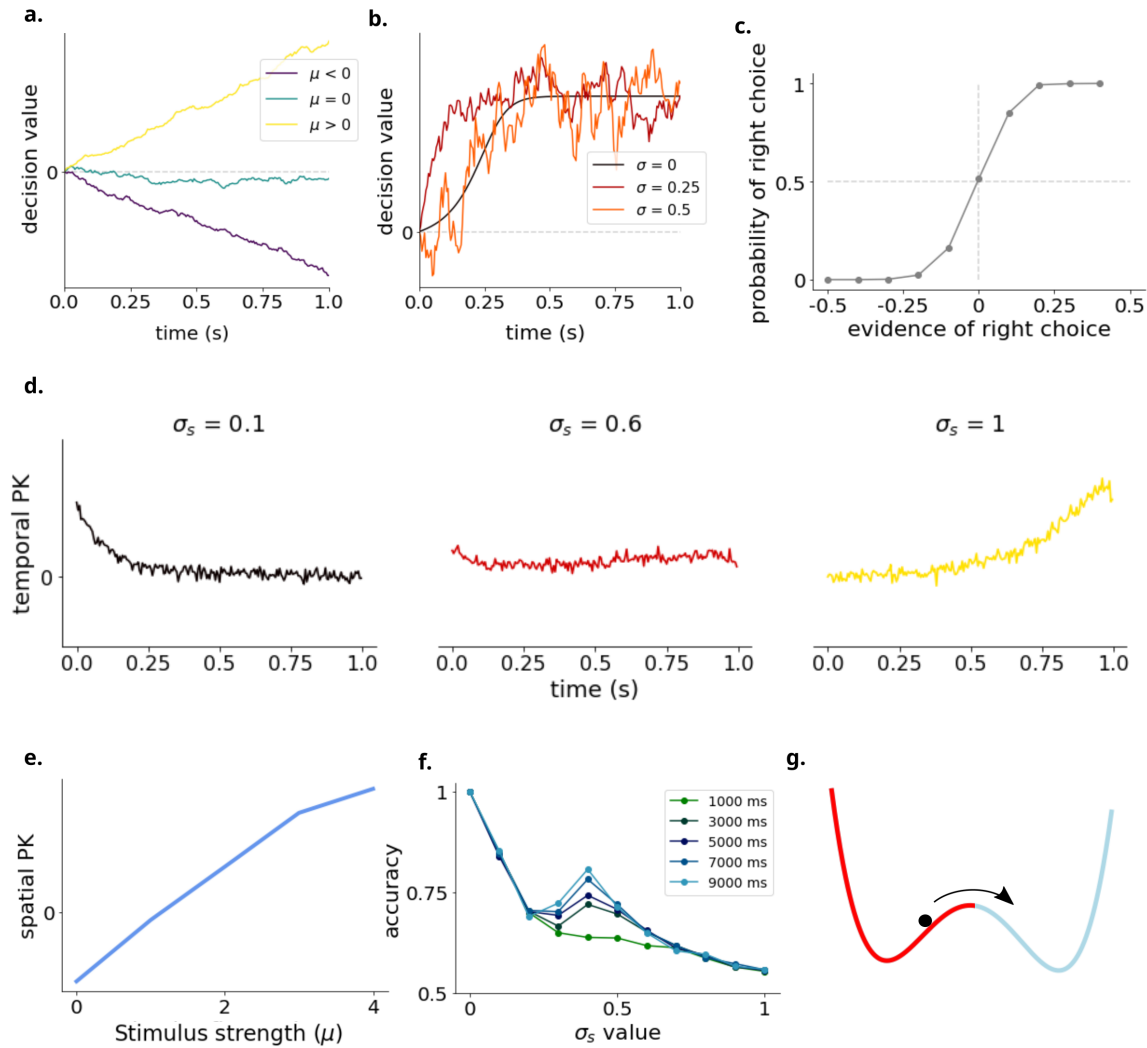 a.
decision value
0
μ < 0
μ = 0
μ > 0
0.0 0.25 0.50 0.75 1.0
time (s)
b.
decision value
0
σ = 0
σ = 0.25
σ = 0.5
0.0 0.25 0.50 0.75 1.0
time (s)
c.
probability of right choice
1
0.5
0
-0.5 -0.25 0 0.25 0.5
evidence of right choice
d.
σs = 0.1
σs = 0.6
σs = 1
temporal PK
0
0.0 0.25 0.50 0.75 1.0
0.0 0.25 0.50 0.75 1.0
0.0 0.25 0.50 0.75 1.0
time (s)
e.
spatial PK
0
0 2 4
Stimulus strength (μ)
f.
accuracy
1
0.75
0.5
1000 ms
3000 ms
5000 ms
7000 ms
9000 ms
0 0.5 1
σs value
g.